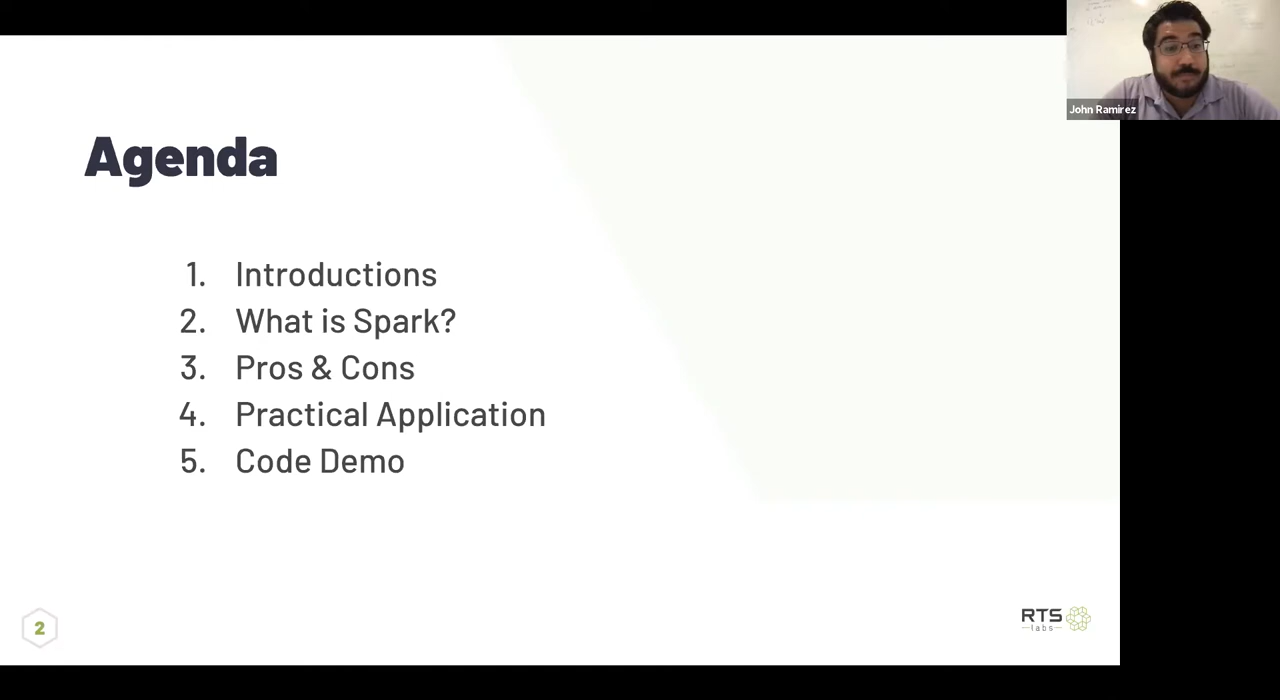 John Ramirez
Agenda
1. Introductions
2. What is Spark?
3. Pros & Cons
4. Practical Application
5. Code Demo
2
RTS
labs